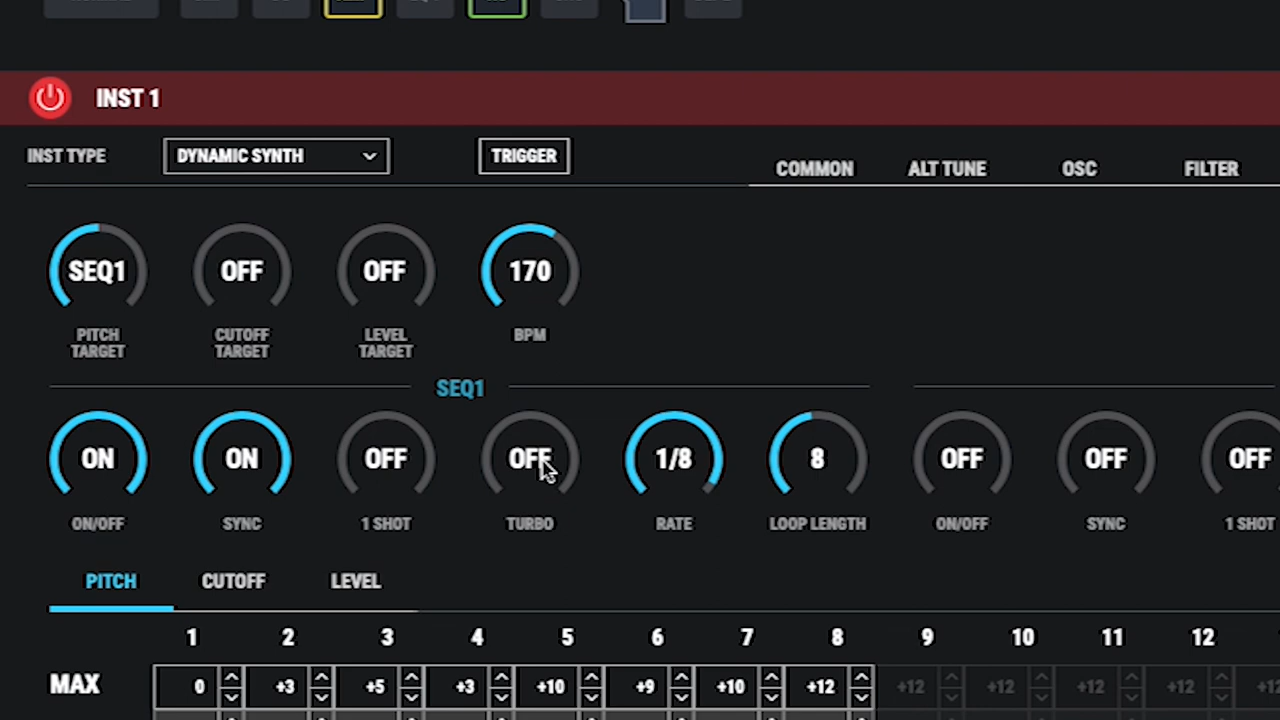 INST 1
INST TYPE DYNAMIC SYNTH TRIGGER
COMMON ALT TUNE OSC FILTER
SEQ1 OFF OFF 170
PITCH TARGET CUTOFF TARGET LEVEL TARGET BPM
SEQ1
ON ON OFF OFF 1/8 8 OFF OFF OFF
ON/OFF SYNC 1 SHOT TURBO RATE LOOP LENGTH ON/OFF SYNC 1 SHOT
PITCH CUTOFF LEVEL
1 2 3 4 5 6 7 8 9 10 11 12
MAX 0 +3 +5 +3 +10 +9 +10 +12 +12 +12 +12 +12